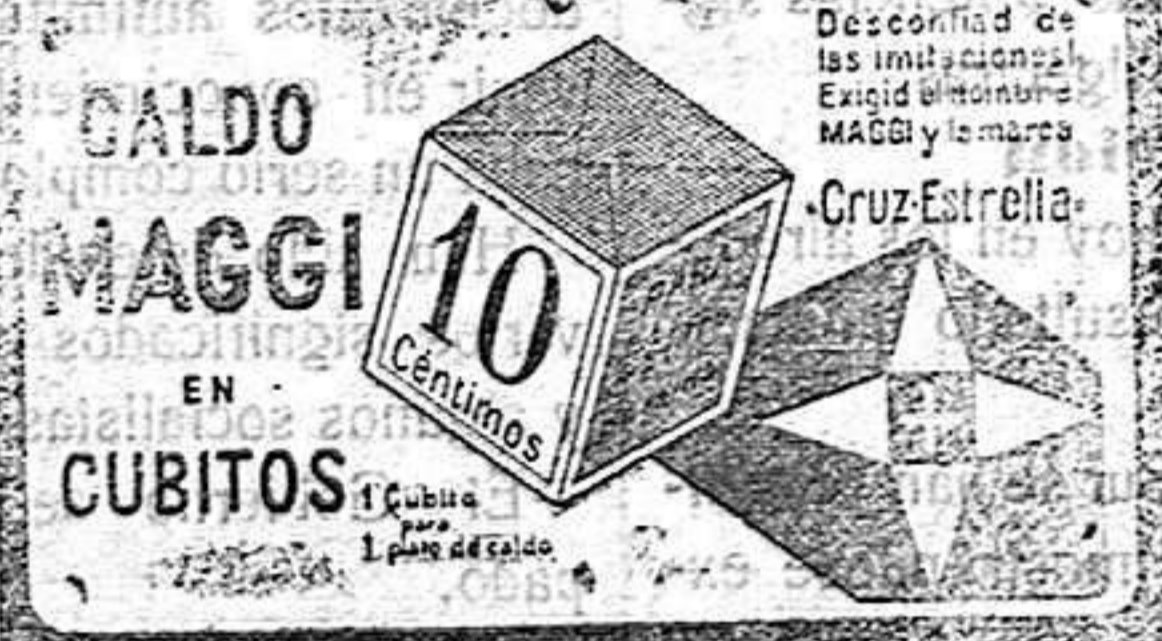 CALDO
MAGGI
EN
CUBITOS
1 Cubito
para
1 plato de caldo
10
Céntimos
Desconfiad de
las imitaciones!
Exigid el nombre
MAGGI y la marca
Cruz-Estrella